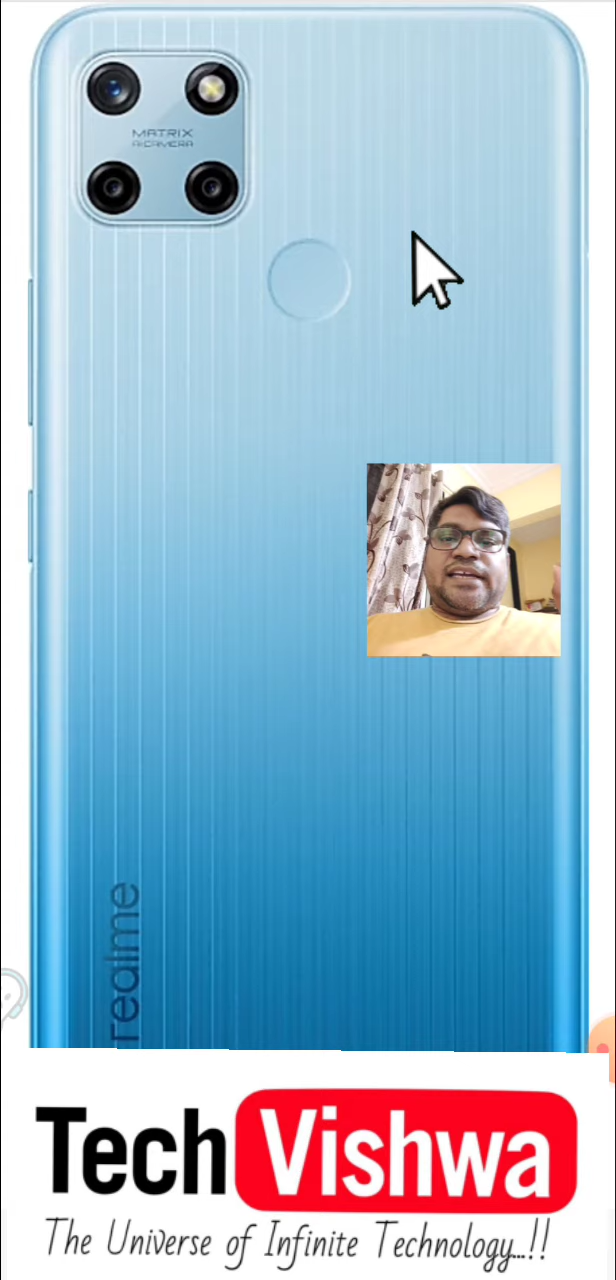 MATRIX
AI CAMERA
realme
Tech Vishwa
The Universe of Infinite Technology...!!